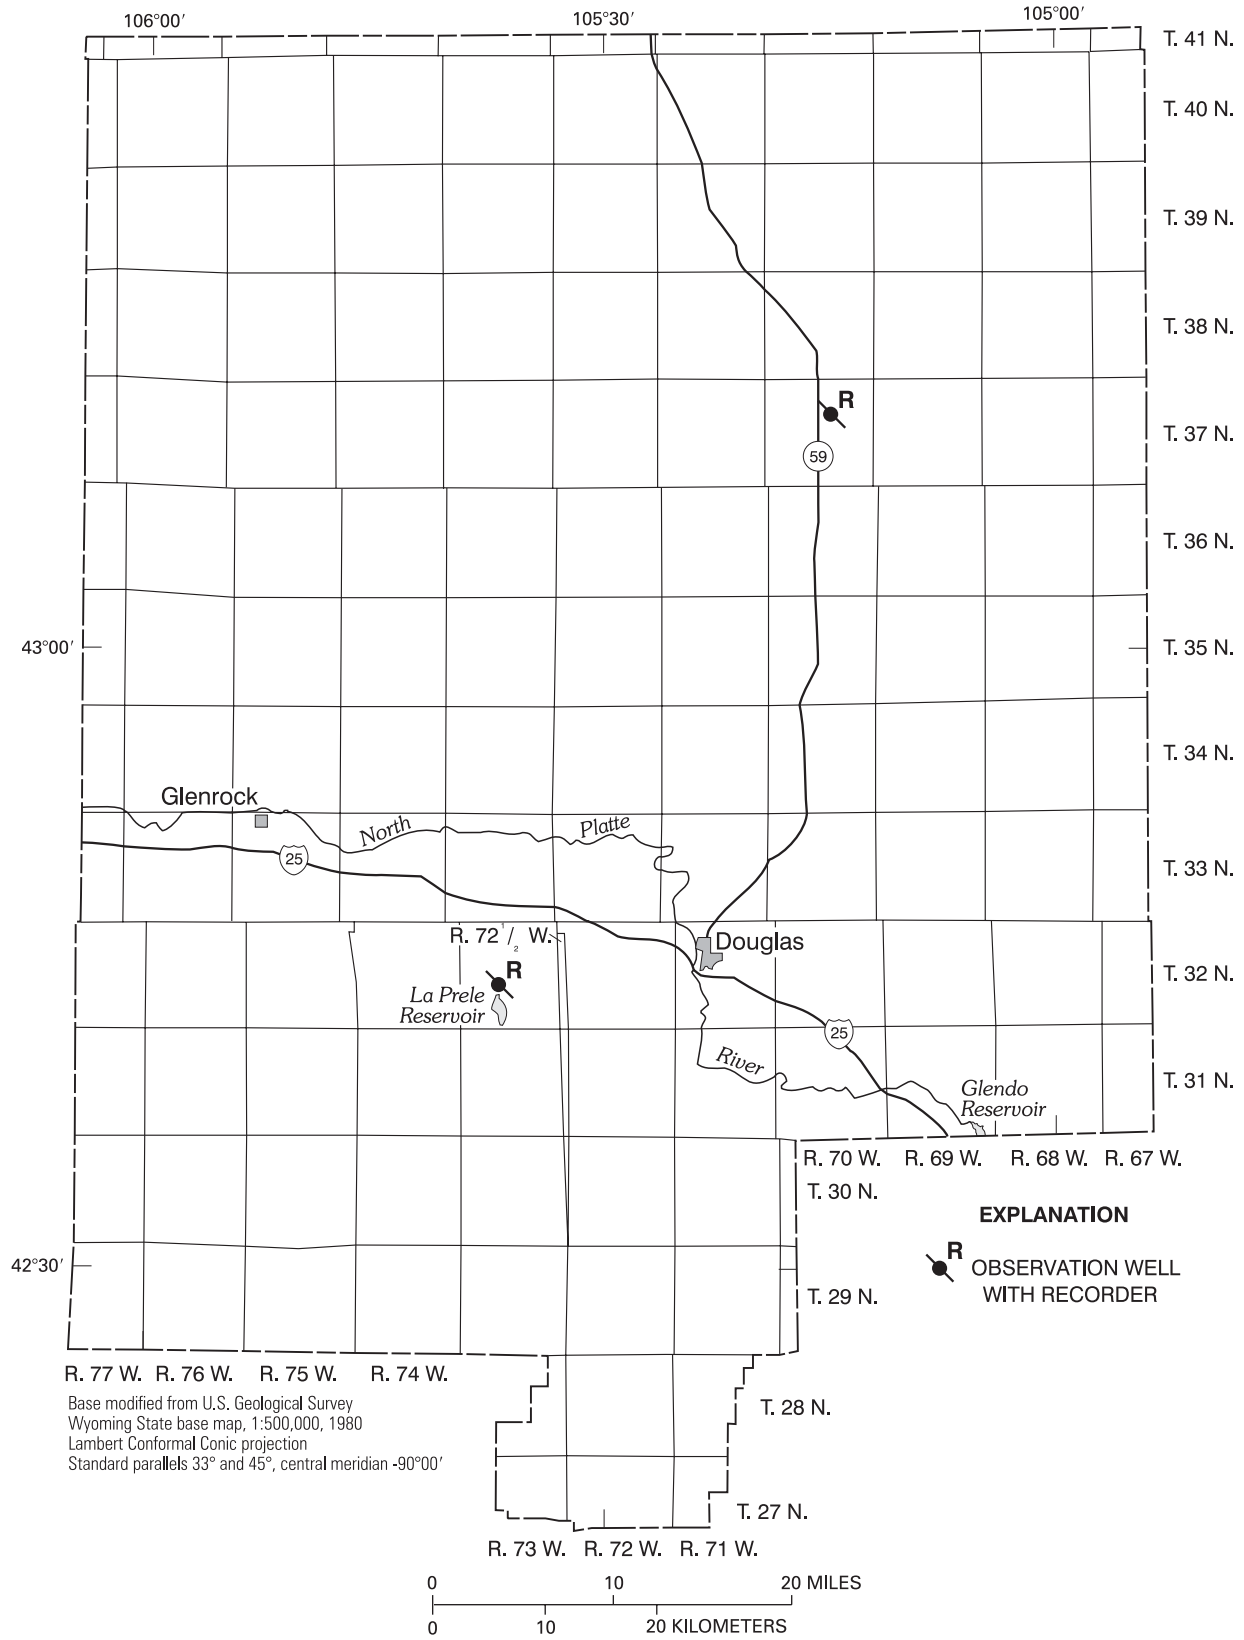 106°00′
105°30′
105°00′
T. 41 N.
T. 40 N.
T. 39 N.
T. 38 N.
R
T. 37 N.
59
T. 36 N.
43°00′
T. 35 N.
T. 34 N.
Glenrock
North
Platte
25
T. 33 N.
R. 72 1/2 W.
Douglas
R
T. 32 N.
La Prele
Reservoir
25
River
T. 31 N.
Glendo
Reservoir
R. 70 W. R. 69 W. R. 68 W. R. 67 W.
T. 30 N.
EXPLANATION
R
OBSERVATION WELL
WITH RECORDER
42°30′
T. 29 N.
R. 77 W. R. 76 W. R. 75 W. R. 74 W.
Base modified from U.S. Geological Survey
Wyoming State base map, 1:500,000, 1980
Lambert Conformal Conic projection
Standard parallels 33° and 45°, central meridian -90°00′
T. 28 N.
T. 27 N.
R. 73 W. R. 72 W. R. 71 W.
0 10 20 MILES
0 10 20 KILOMETERS